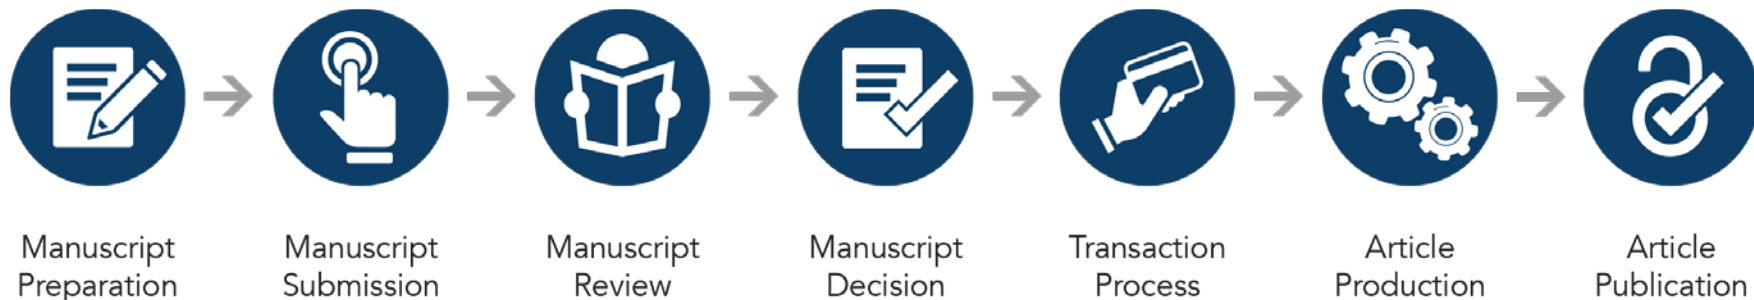 Manuscript
Preparation
Manuscript
Submission
Manuscript
Review
Manuscript
Decision
Transaction
Process
Article
Production
Article
Publication